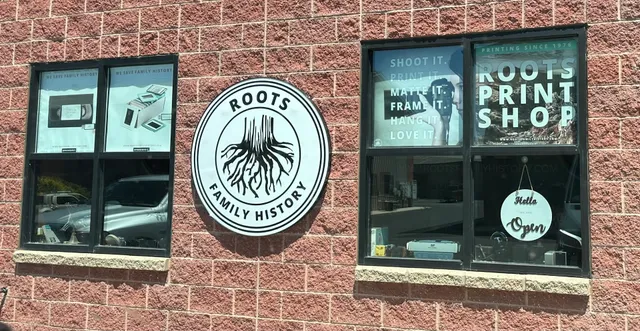 WE SAVE FAMILY HISTORY
WE SAVE FAMILY HISTORY
ROOTS
FAMILY HISTORY
SHOOT IT.
PRINT IT.
MATTE IT.
FRAME IT.
HANG IT.
LOVE IT.
PRINTING SINCE 1974
ROOTS
PRINT
SHOP
Hello
Open